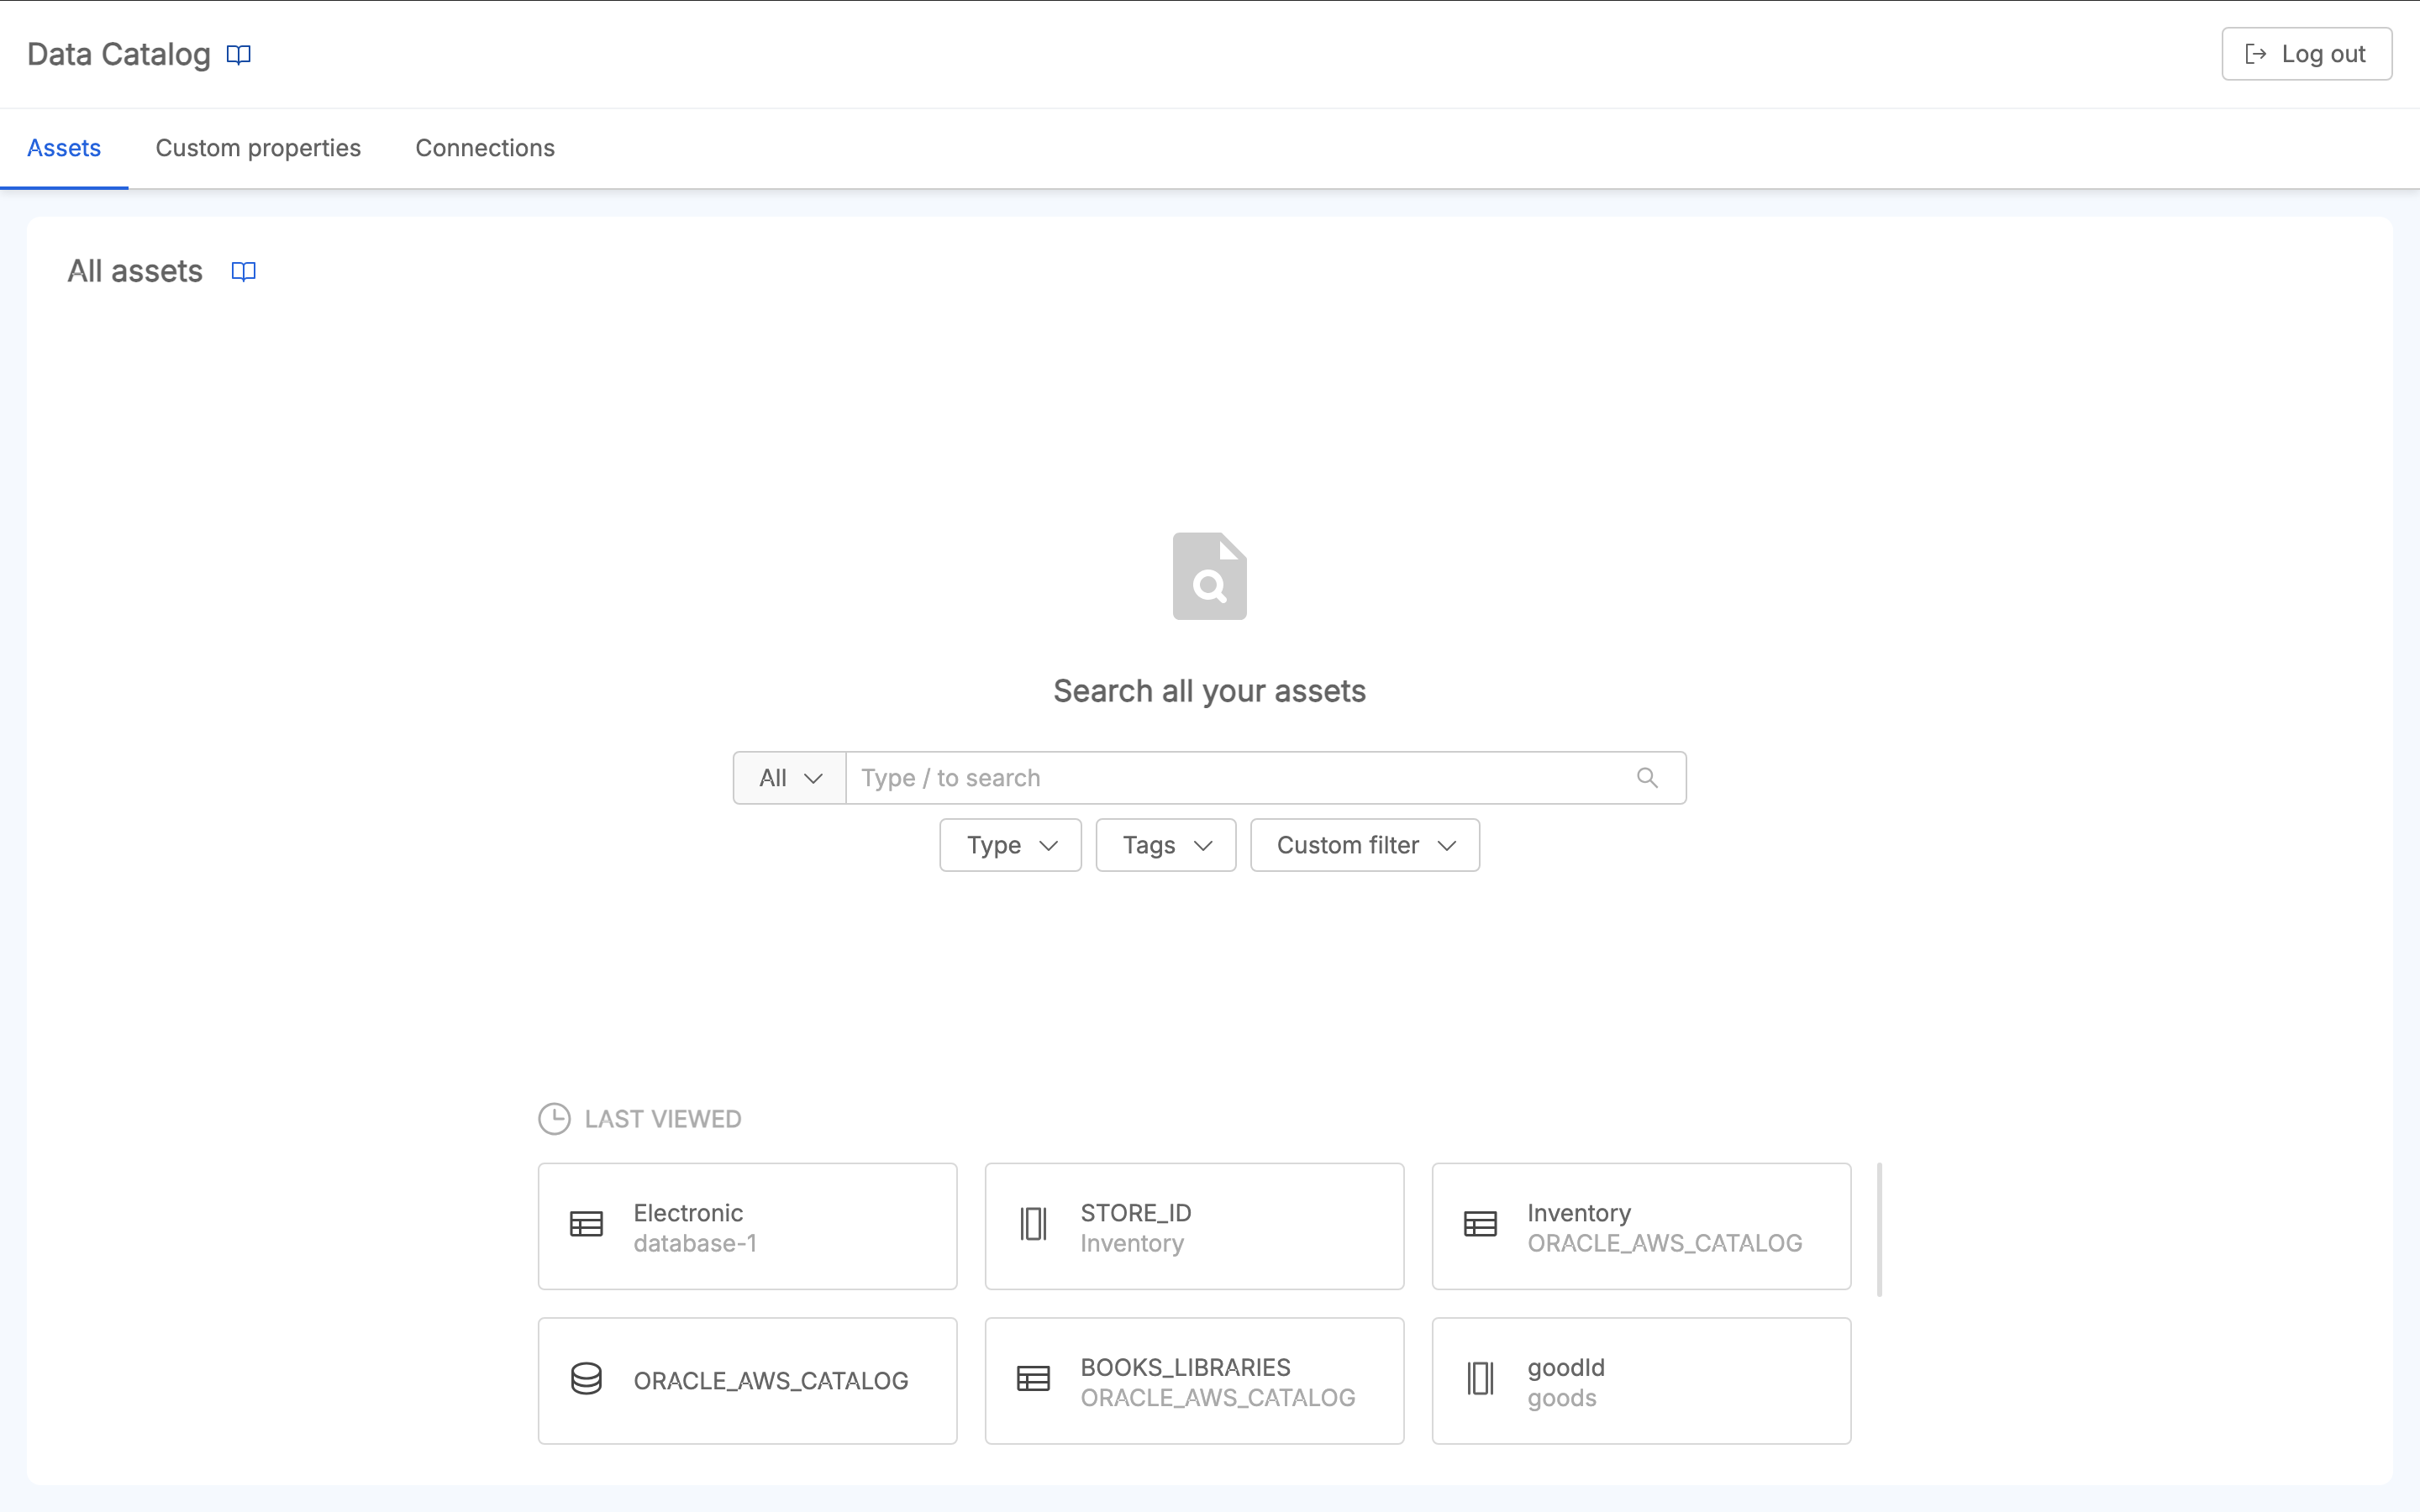 Data Catalog
Log out
Assets
Custom properties
Connections
All assets
Search all your assets
All
Type / to search
Type
Tags
Custom filter
LAST VIEWED
Electronic
database-1
STORE_ID
Inventory
Inventory
ORACLE_AWS_CATALOG
ORACLE_AWS_CATALOG
BOOKS_LIBRARIES
ORACLE_AWS_CATALOG
goodId
goods